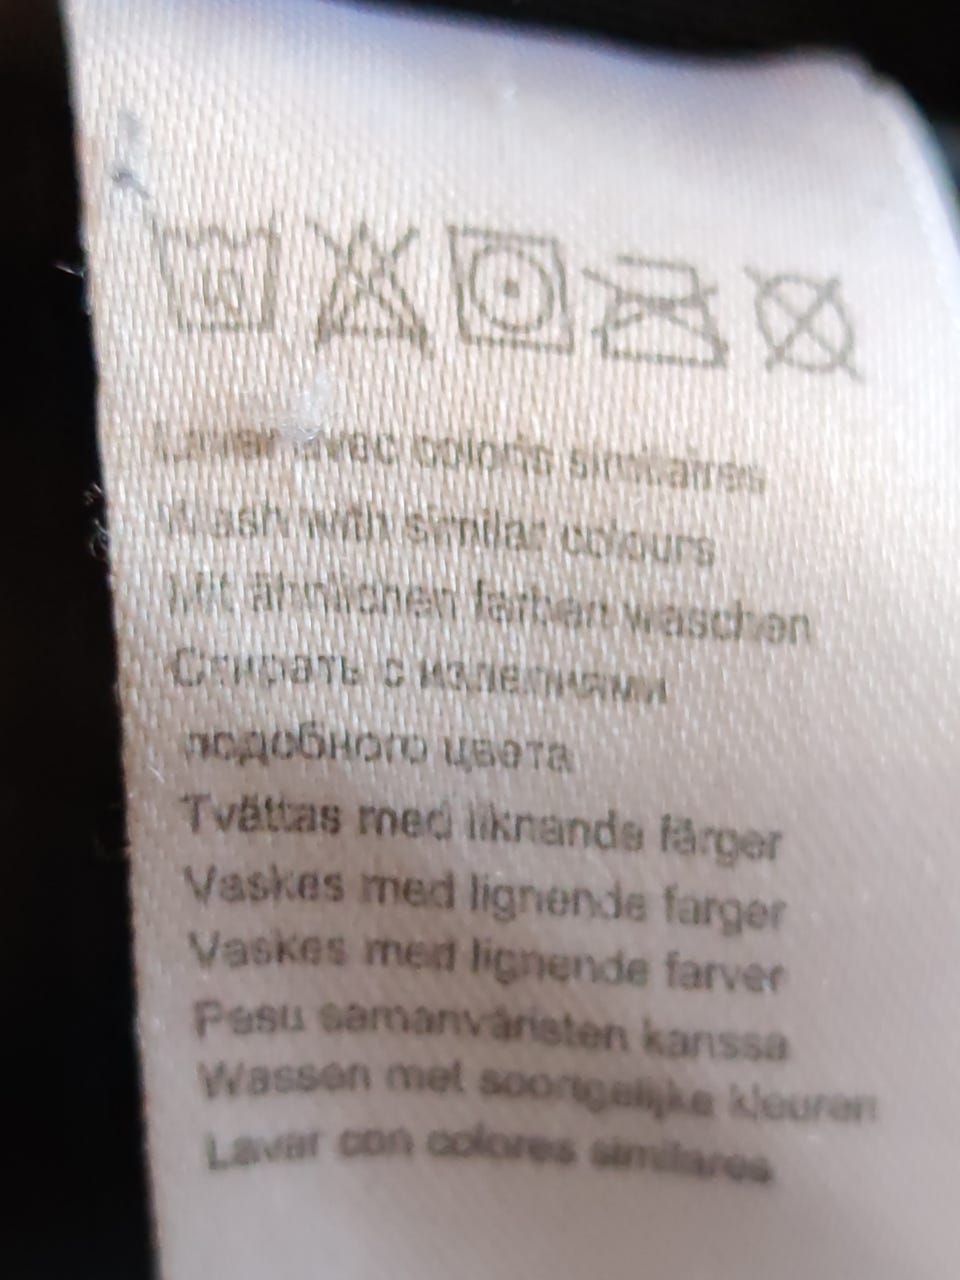 Laver avec coloris similaires
Wash with similar colours
Mit ähnlichen farben waschen
Стирать с изделиями
подобного цвета
Tvättas med liknande färger
Vaskes med lignende farger
Vaskes med lignende farver
Pesu samanväristen kanssa
Wassen met soortgelijke kleuren
Lavar con colores similares